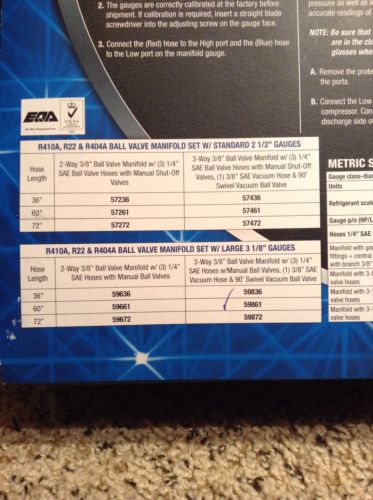 2. The gauges are correctly calibrated at the factory before
shipment. If calibration is required, insert a straight blade
screwdriver into the adjusting screw on the gauge face.
3. Connect the (Red) hose to the High port and the (Blue) hose
to the Low port on the manifold gauge.
pressure as well as
accurate readings of
NOTE: Be sure that
are in the clo
glasses when
A. Remove the prote
the ports.
B. Connect the Low
compressor. Connect
discharge side of
EQA
UKAS
R410A, R22 & R404A BALL VALVE MANIFOLD SET W/ STANDARD 2 1/2" GAUGES
Hose
Length
2-Way 3/8" Ball Valve Manifold w/ (3) 1/4"
SAE Ball Valve Hoses with Manual Shut-Off
Valves
3-Way 3/8" Ball Valve Manifold w/ (3) 1/4"
SAE Ball Valve Hoses with Manual Shut-Off
Valves, (1) 3/8" SAE Vacuum Hose & 90°
Swivel Vacuum Ball Valve
36" 57236 57436
60" 57261 57461
72" 57272 57472
R410A, R22 & R404A BALL VALVE MANIFOLD SET W/ LARGE 3 1/8" GAUGES
Hose
Length
2-Way 3/8" Ball Valve Manifold w/ (3) 1/4"
SAE Hoses with Manual Ball Valves
3-Way 3/8" Ball Valve Manifold w/ (3) 1/4"
SAE Hoses w/Manual Ball Valves, (1) 3/8" SAE
Vacuum Hose & 90° Swivel Vacuum Ball Valve
36" 59636 59836
60" 59661 59861
72" 59672 59872
METRIC S
Gauge class-dia
Units
Refrigerant scale
Gauge p/n (HP/L
Hoses 1/4" SAE
Manifold with gau
fittings + central
with branch 3/8"
Manifold with 3-1
valve hoses
Manifold with 3-
valve hoses
Manifold with 3-1
valve hoses